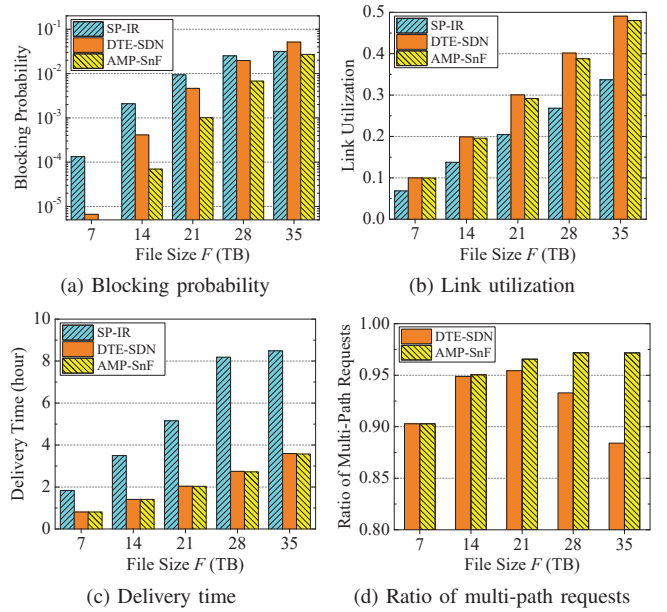 SP-IR
DTE-SDN
AMP-SnF
Blocking Probability
10⁻¹
10⁻²
10⁻³
10⁻⁴
10⁻⁵
7 14 21 28 35
File Size F (TB)
(a) Blocking probability
SP-IR
DTE-SDN
AMP-SnF
Link Utilization
0.5
0.4
0.3
0.2
0.1
0.0
7 14 21 28 35
File Size F (TB)
(b) Link utilization
SP-IR
DTE-SDN
AMP-SnF
Delivery Time (hour)
10
8
6
4
2
0
7 14 21 28 35
File Size F (TB)
(c) Delivery time
DTE-SDN
AMP-SnF
Ratio of Multi-Path Requests
1.00
0.95
0.90
0.85
0.80
7 14 21 28 35
File Size F (TB)
(d) Ratio of multi-path requests